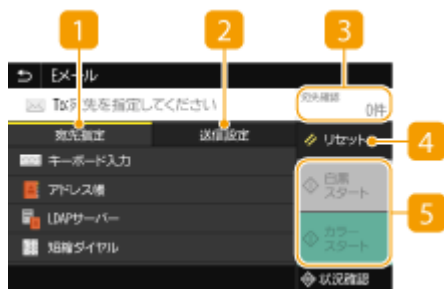 1
2
3
Eメール
To:宛先を指定してください
宛先確認
0件
宛先指定
送信設定
リセット
4
キーボード入力
アドレス帳
白黒
スタート
5
LDAPサーバー
カラー
スタート
短縮ダイヤル
状況確認